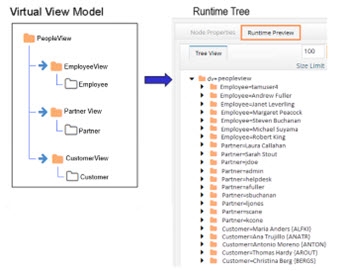 Virtual View Model
PeopleView
EmployeeView
Employee
Partner View
Partner
CustomerView
Customer
Runtime Tree
Node Properties
Runtime Preview
Tree View
100
Size Limit
dv=peopleview
Employee=iamuser4
Employee=Andrew Fuller
Employee=Janet Leverling
Employee=Margaret Peacock
Employee=Steven Buchanan
Employee=Michael Suyama
Employee=Robert King
Partner=Laura Callahan
Partner=Sarah Stout
Partner=jdoe
Partner=admin
Partner=helpdesk
Partner=afuller
Partner=sbuchanan
Partner=ljones
Partner=scane
Partner=kcone
Customer=Maria Anders [ALFKI]
Customer=Ana Trujillo [ANATR]
Customer=Antonio Moreno [ANTON]
Customer=Thomas Hardy [AROUT]
Customer=Christina Berg [BERGS]